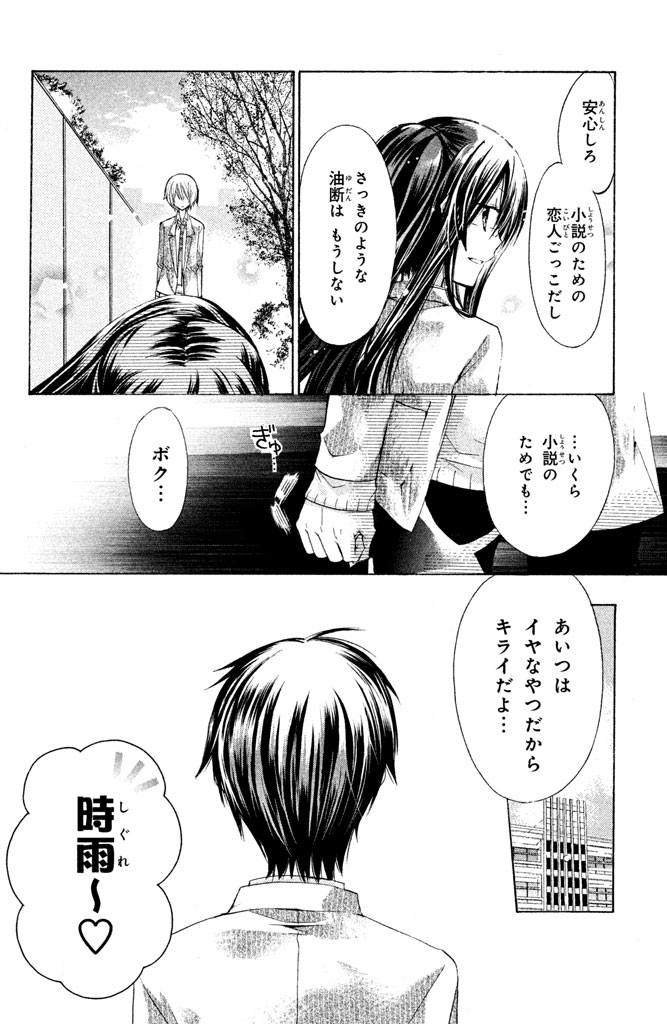 安心しろ
小説のための
恋人ごっこだし
さっきのような
油断は もうしない
…いくら
小説の
ためでも…
ぎゅ…
ボク…
あいつは
イヤなやつだから
キライだよ…
時雨～♡